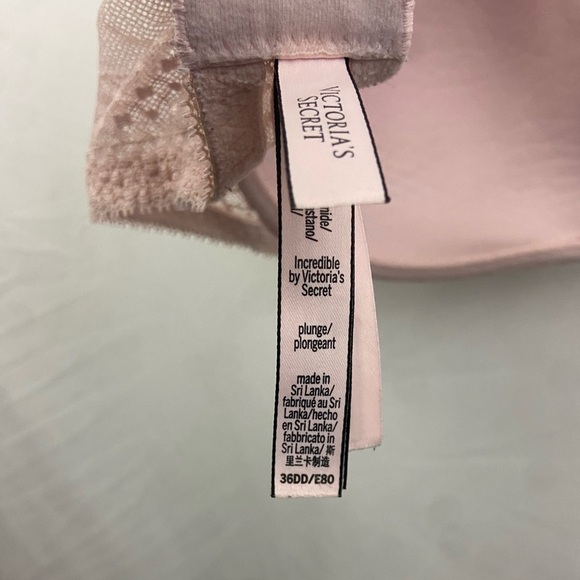 VICTORIA'S
SECRET
Incredible
by Victoria's
Secret
plunge/
plongeant
made in
Sri Lanka/
fabriqué au Sri
Lanka/hecho
en Sri Lanka/
fabbricato in
Sri Lanka/ 斯
里兰卡制造
36DD/E80